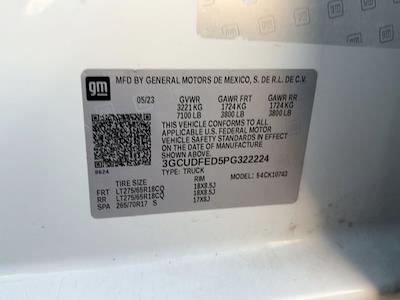 gm
MFD BY GENERAL MOTORS DE MEXICO, S. DE R.L. DE C.V.
05/23 GVWR GAWR FRT GAWR RR
3221 KG 1724 KG 1724 KG
7100 LB 3800 LB 3800 LB
THIS VEHICLE CONFORMS TO ALL
APPLICABLE U.S. FEDERAL MOTOR
VEHICLE SAFETY STANDARDS IN EFFECT
ON THE DATE OF MANUFACTURE SHOWN ABOVE.
3GCUDFED5PG322224
0624 TYPE: TRUCK MODEL: 54CK10743
TIRE SIZE RIM
FRT LT275/65R18CQ 18X8.5J
RR LT275/65R18CQ 18X8.5J
SPA 265/70R17 S 17X8J